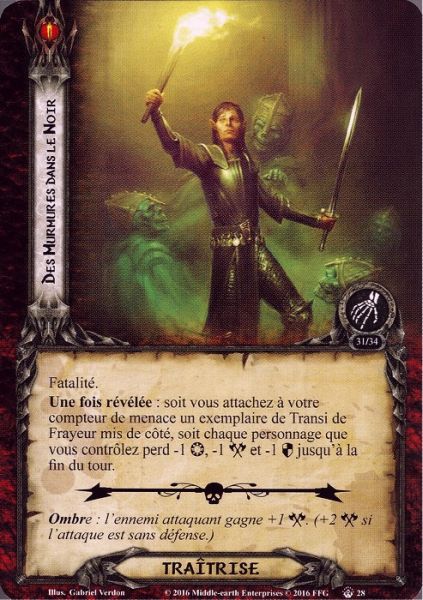 DES MURMURES DANS LE NOIR
31/34
Fatalité.
Une fois révélée : soit vous attachez à votre
compteur de menace un exemplaire de Transi de
Frayeur mis de côté, soit chaque personnage que
vous contrôlez perd -1 , -1 et -1 jusqu'à la
fin du tour.
Ombre : l'ennemi attaquant gagne +1 . (+2 si
l'attaque est sans défense.)
TRAÎTRISE
Illus. Gabriel Verdon © 2016 Middle-earth Enterprises © 2016 FFG 28